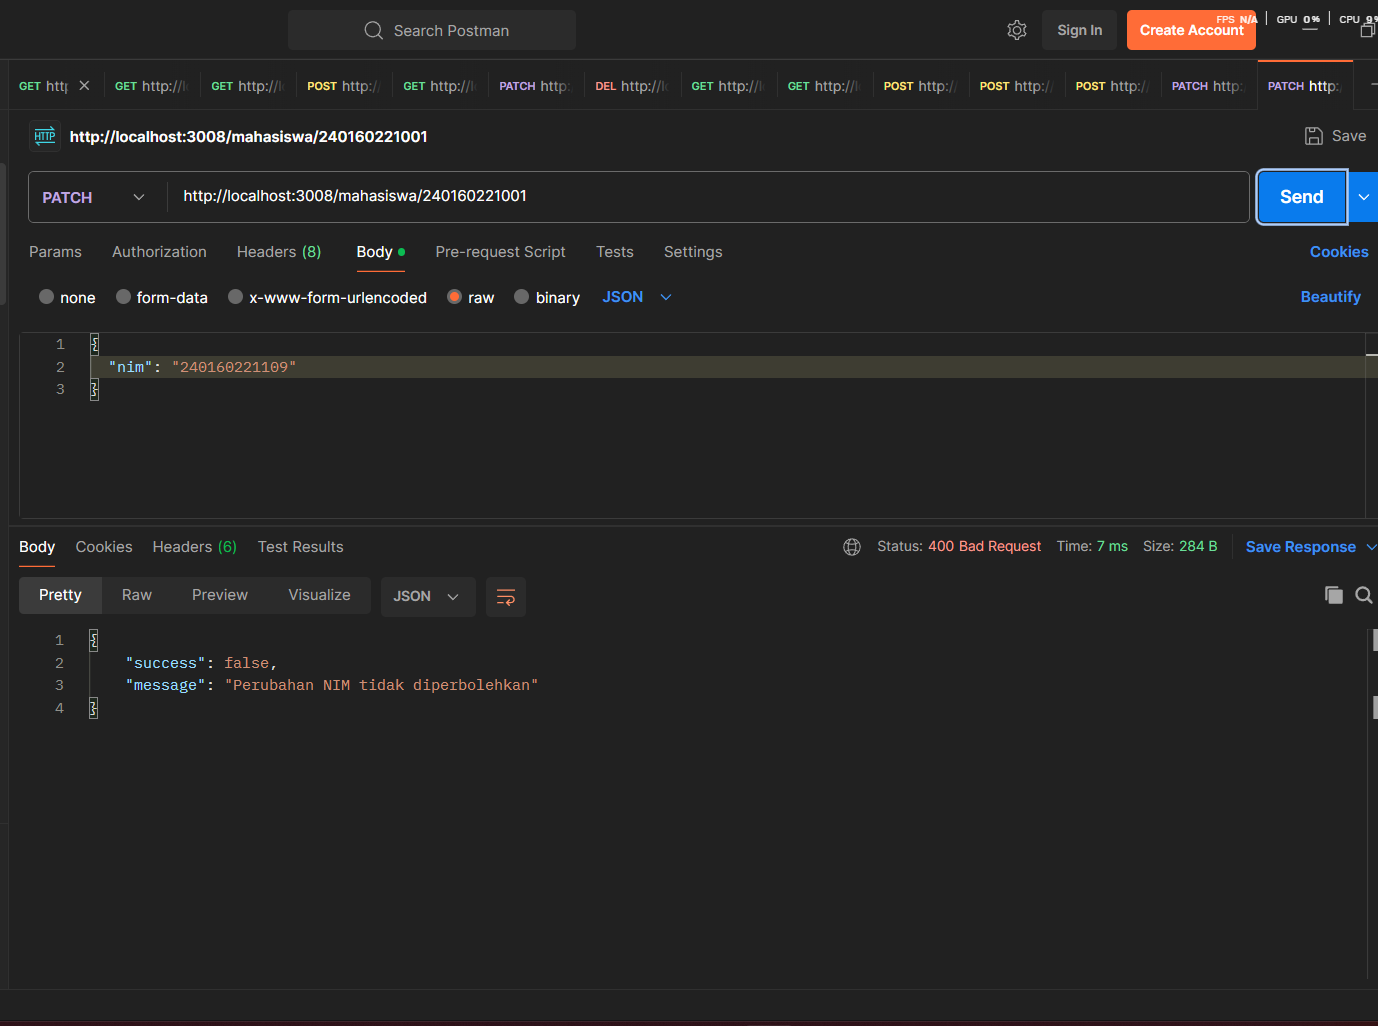 Search Postman
Sign In
Create Account
FPS N/A
GPU 0%
CPU 9%
GET http
GET http://l
GET http://l
POST http:/
GET http://l
PATCH http:
DEL http://l
GET http://l
GET http://l
POST http:/
POST http:/
POST http:/
PATCH http:
PATCH http:
HTTP
http://localhost:3008/mahasiswa/240160221001
Save
PATCH
http://localhost:3008/mahasiswa/240160221001
Send
Params
Authorization
Headers (8)
Body
Pre-request Script
Tests
Settings
Cookies
none
form-data
x-www-form-urlencoded
raw
binary
JSON
Beautify
1 {
2 "nim": "240160221109"
3 }
Body
Cookies
Headers (6)
Test Results
Status: 400 Bad Request
Time: 7 ms
Size: 284 B
Save Response
Pretty
Raw
Preview
Visualize
JSON
1 {
2 "success": false,
3 "message": "Perubahan NIM tidak diperbolehkan"
4 }